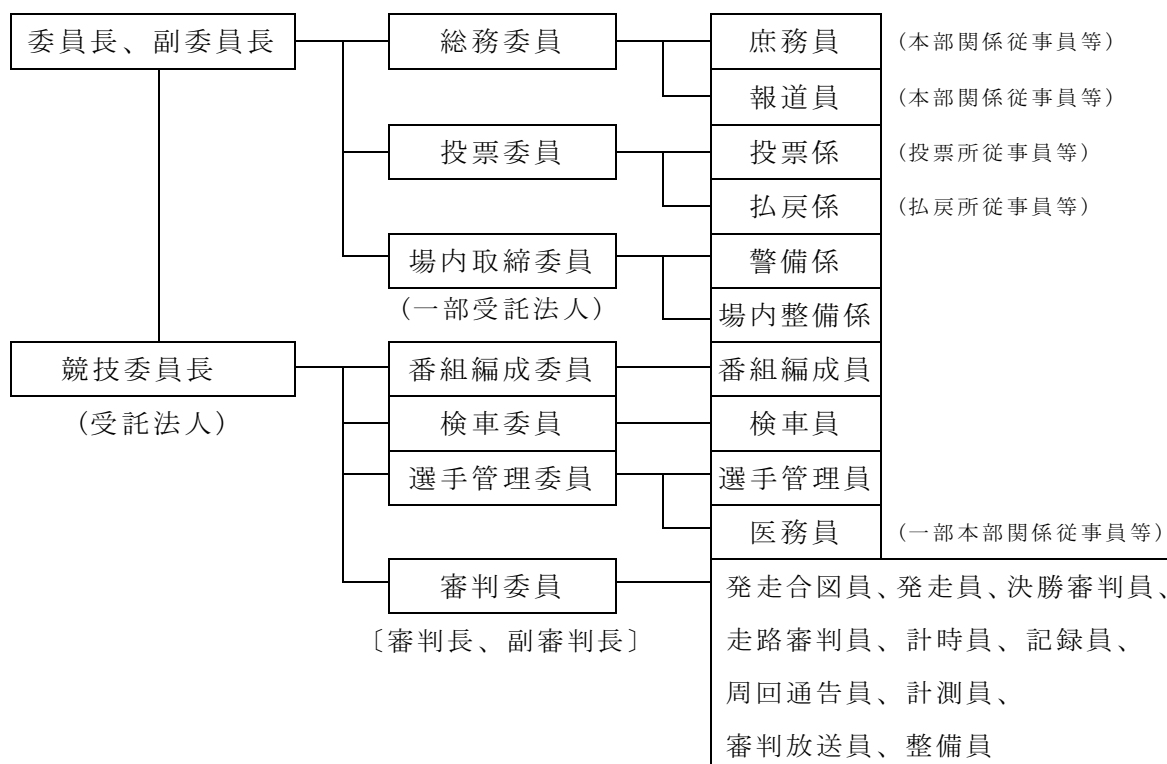 委員長、副委員長 総務委員 庶務員 (本部関係従事員等)
報道員 (本部関係従事員等)
投票委員 投票係 (投票所従事員等)
払戻係 (払戻所従事員等)
場内取締委員 警備係
(一部受託法人) 場内整備係
競技委員長 番組編成委員 番組編成員
(受託法人) 検車委員 検車員
選手管理委員 選手管理員
医務員 (一部本部関係従事員等)
審判委員 発走合図員、発走員、決勝審判員、
〔審判長、副審判長〕 走路審判員、計時員、記録員、
周回通告員、計測員、
審判放送員、整備員